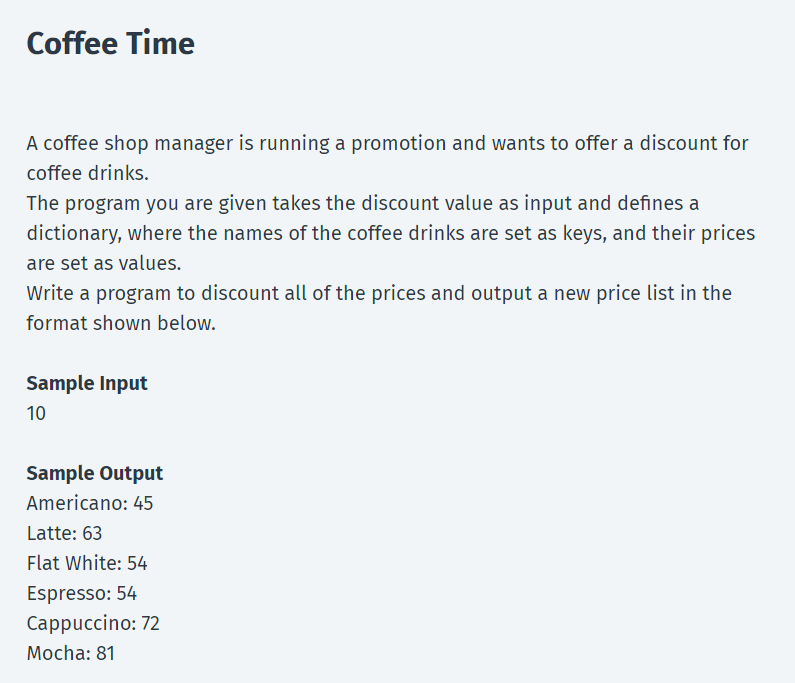 Coffee Time
A coffee shop manager is running a promotion and wants to offer a discount for
coffee drinks.
The program you are given takes the discount value as input and defines a
dictionary, where the names of the coffee drinks are set as keys, and their prices
are set as values.
Write a program to discount all of the prices and output a new price list in the
format shown below.
Sample Input
10
Sample Output
Americano: 45
Latte: 63
Flat White: 54
Espresso: 54
Cappuccino: 72
Mocha: 81